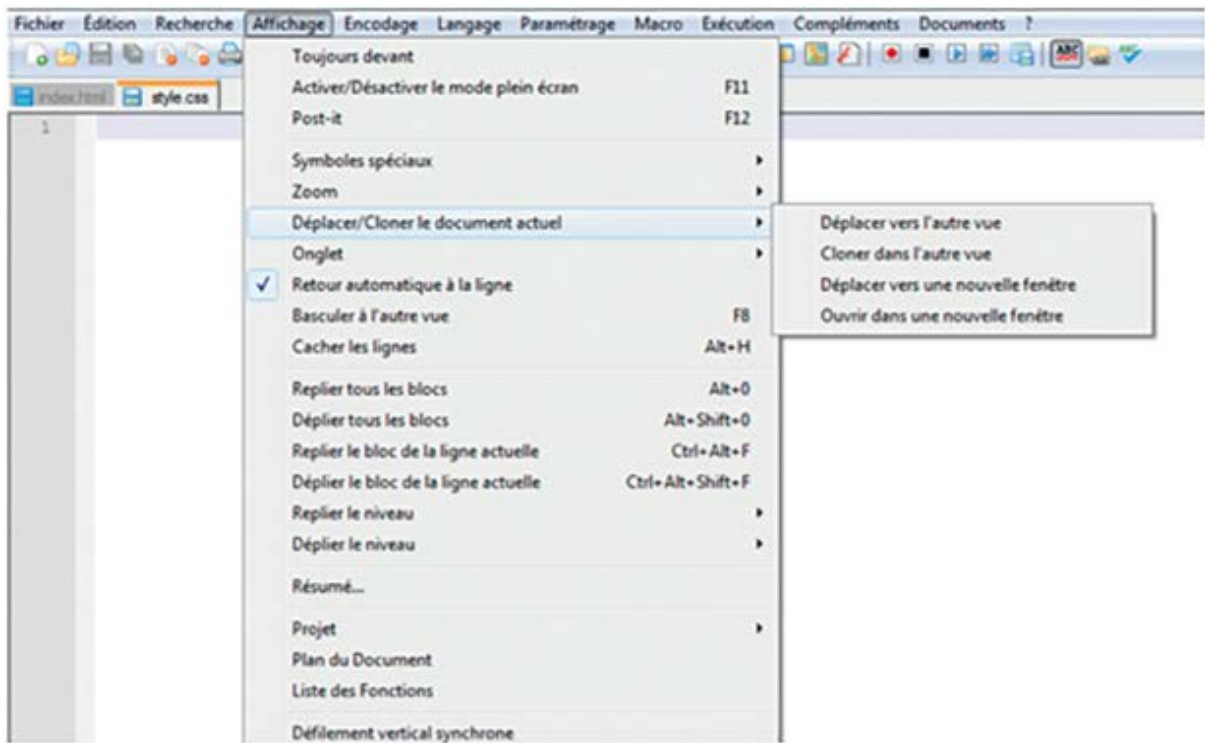 Fichier Édition Recherche Affichage Encodage Langage Paramétrage Macro Exécution Compléments Documents ?
ABC ABC
index.html style.css
1
Toujours devant
Activer/Désactiver le mode plein écran F11
Post-it F12
Symboles spéciaux
Zoom
Déplacer/Cloner le document actuel
Onglet
Retour automatique à la ligne
Basculer à l'autre vue F8
Cacher les lignes Alt+H
Replier tous les blocs Alt+0
Déplier tous les blocs Alt+Shift+0
Replier le bloc de la ligne actuelle Ctrl+Alt+F
Déplier le bloc de la ligne actuelle Ctrl+Alt+Shift+F
Replier le niveau
Déplier le niveau
Résumé...
Projet
Plan du Document
Liste des Fonctions
Défilement vertical synchrone
Déplacer vers l'autre vue
Cloner dans l'autre vue
Déplacer vers une nouvelle fenêtre
Ouvrir dans une nouvelle fenêtre